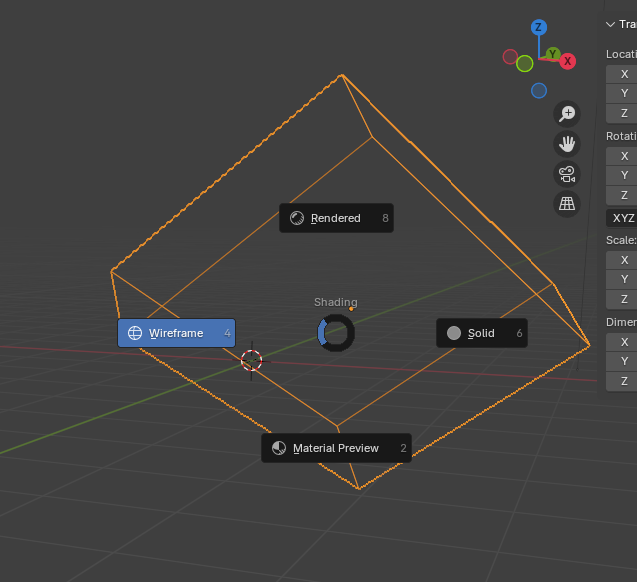 Z
Y
X
Tra
Locati
X
Y
Z
Rotati
X
Y
Z
XYZ
Scale:
X
Y
Z
Dimer
X
Y
Z
Rendered 8
Shading
Wireframe 4
Solid 6
Material Preview 2